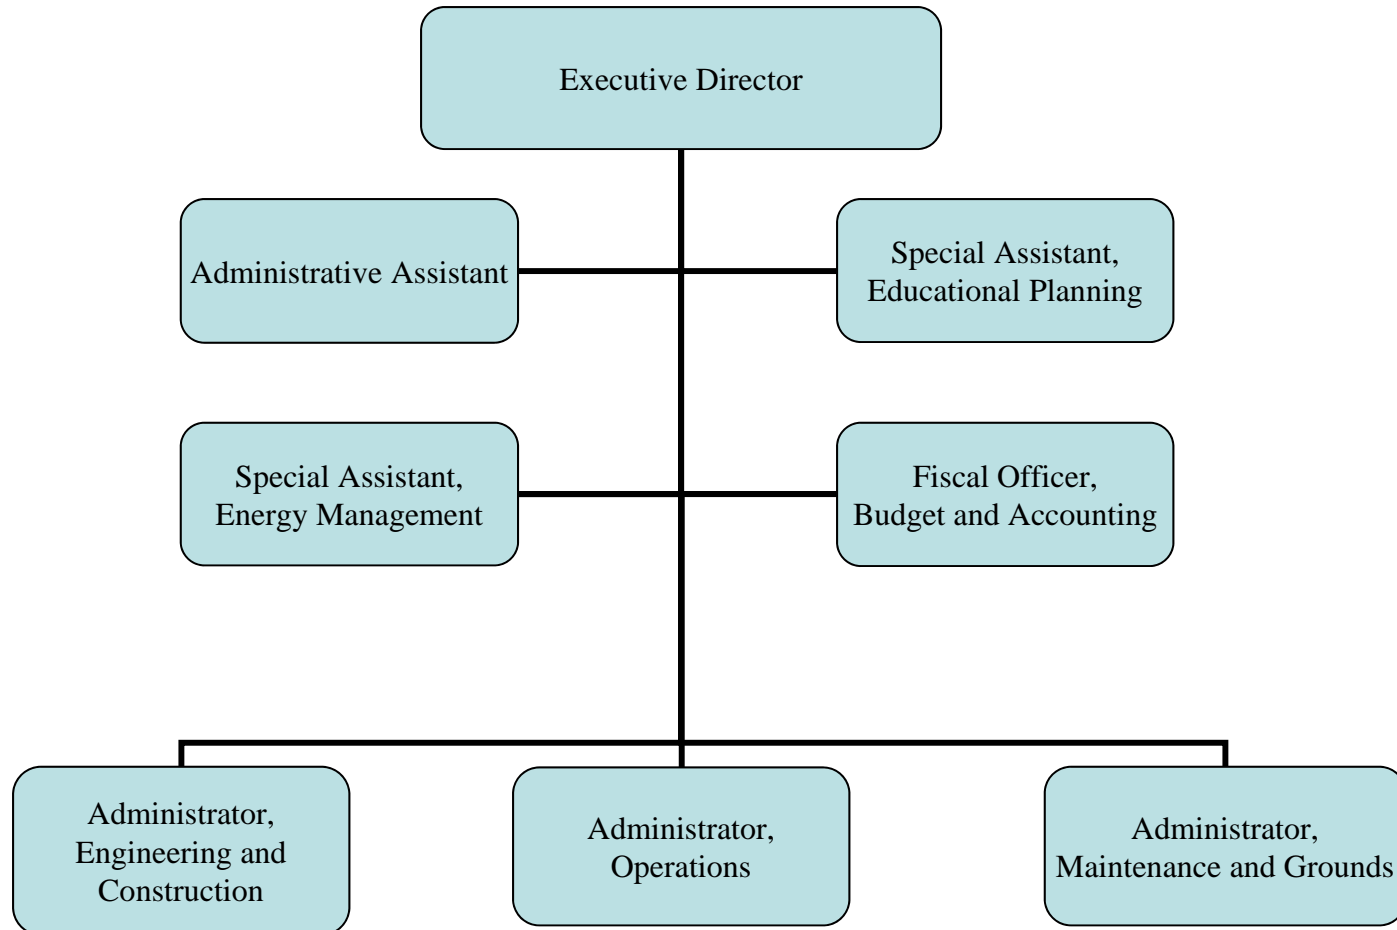 Executive Director
Administrative Assistant
Special Assistant,
Educational Planning
Special Assistant,
Energy Management
Fiscal Officer,
Budget and Accounting
Administrator,
Engineering and
Construction
Administrator,
Operations
Administrator,
Maintenance and Grounds